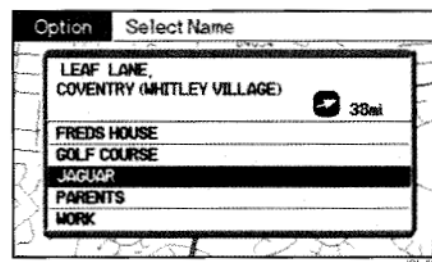 Option Select Name
LEAF LANE,
COVENTRY (WHITLEY VILLAGE)
38mi
FREDS HOUSE
GOLF COURSE
JAGUAR
PARENTS
WORK